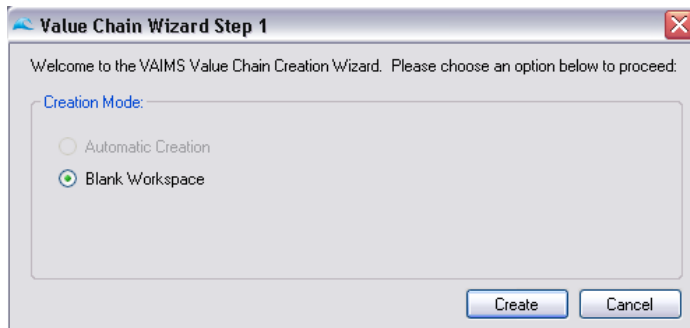 Value Chain Wizard Step 1
Welcome to the VAIMS Value Chain Creation Wizard. Please choose an option below to proceed:
Creation Mode:
Automatic Creation
Blank Workspace
Create Cancel